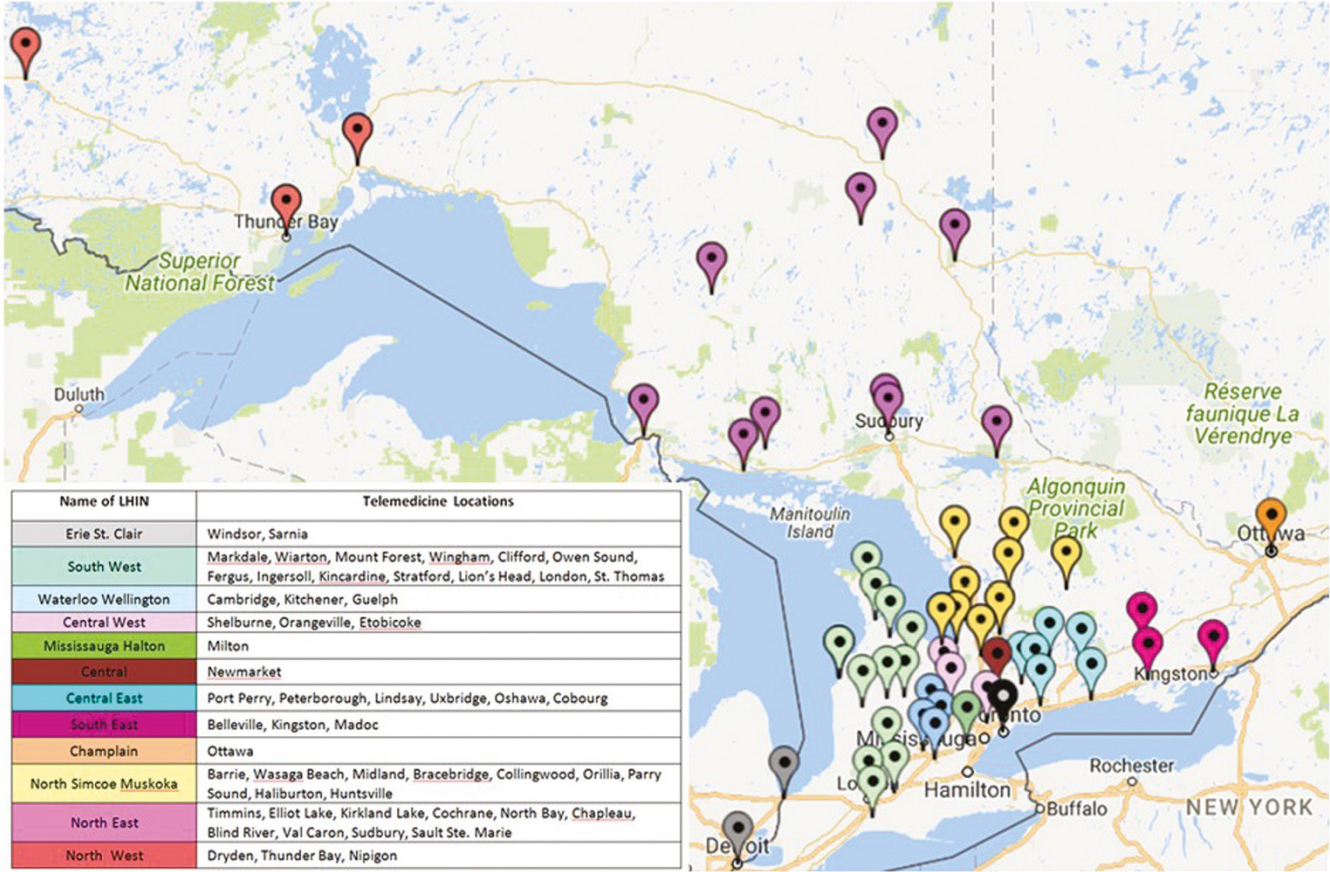 Thunder Bay
Superior
National Forest
Duluth
Sudbury
Réserve
faunique La
Vérendrye
Manitoulin
Island
Algonquin
Provincial
Park
Ottawa
Kingston
Toronto
Mississauga
Hamilton
London
Rochester
Buffalo
NEW YORK
Detroit
Name of LHIN Telemedicine Locations
Erie St. Clair Windsor, Sarnia
South West Markdale, Wiarton, Mount Forest, Wingham, Clifford, Owen Sound,
Fergus, Ingersoll, Kincardine, Stratford, Lion's Head, London, St. Thomas
Waterloo Wellington Cambridge, Kitchener, Guelph
Central West Shelburne, Orangeville, Etobicoke
Mississauga Halton Milton
Central Newmarket
Central East Port Perry, Peterborough, Lindsay, Uxbridge, Oshawa, Cobourg
South East Belleville, Kingston, Madoc
Champlain Ottawa
North Simcoe Muskoka Barrie, Wasaga Beach, Midland, Bracebridge, Collingwood, Orillia, Parry
Sound, Haliburton, Huntsville
North East Timmins, Elliot Lake, Kirkland Lake, Cochrane, North Bay, Chapleau,
Blind River, Val Caron, Sudbury, Sault Ste. Marie
North West Dryden, Thunder Bay, Nipigon